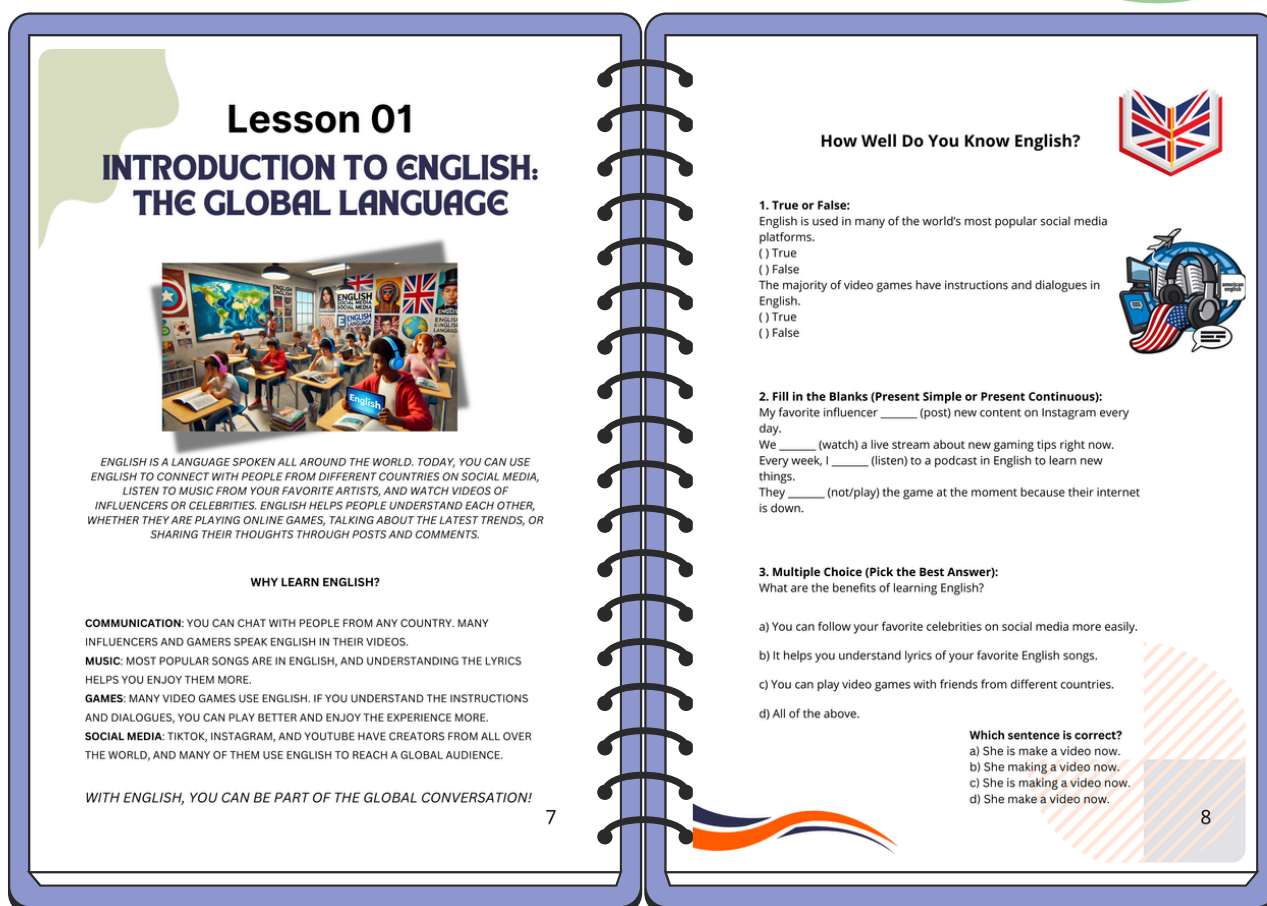 Lesson 01
INTRODUCTION TO ENGLISH:
THE GLOBAL LANGUAGE
ENGLISH
SOCIAL MEDIA
SOCIAL MEDIA
English
ENGLISH IS A LANGUAGE SPOKEN ALL AROUND THE WORLD. TODAY, YOU CAN USE
ENGLISH TO CONNECT WITH PEOPLE FROM DIFFERENT COUNTRIES ON SOCIAL MEDIA,
LISTEN TO MUSIC FROM YOUR FAVORITE ARTISTS, AND WATCH VIDEOS OF
INFLUENCERS OR CELEBRITIES. ENGLISH HELPS PEOPLE UNDERSTAND EACH OTHER,
WHETHER THEY ARE PLAYING ONLINE GAMES, TALKING ABOUT THE LATEST TRENDS, OR
SHARING THEIR THOUGHTS THROUGH POSTS AND COMMENTS.
WHY LEARN ENGLISH?
COMMUNICATION: YOU CAN CHAT WITH PEOPLE FROM ANY COUNTRY. MANY
INFLUENCERS AND GAMERS SPEAK ENGLISH IN THEIR VIDEOS.
MUSIC: MOST POPULAR SONGS ARE IN ENGLISH, AND UNDERSTANDING THE LYRICS
HELPS YOU ENJOY THEM MORE.
GAMES: MANY VIDEO GAMES USE ENGLISH. IF YOU UNDERSTAND THE INSTRUCTIONS
AND DIALOGUES, YOU CAN PLAY BETTER AND ENJOY THE EXPERIENCE MORE.
SOCIAL MEDIA: TIKTOK, INSTAGRAM, AND YOUTUBE HAVE CREATORS FROM ALL OVER
THE WORLD, AND MANY OF THEM USE ENGLISH TO REACH A GLOBAL AUDIENCE.
WITH ENGLISH, YOU CAN BE PART OF THE GLOBAL CONVERSATION!
7
How Well Do You Know English?
1. True or False:
English is used in many of the world's most popular social media
platforms.
( ) True
( ) False
The majority of video games have instructions and dialogues in
English.
( ) True
( ) False
american
english
2. Fill in the Blanks (Present Simple or Present Continuous):
My favorite influencer ______ (post) new content on Instagram every
day.
We ______ (watch) a live stream about new gaming tips right now.
Every week, I ______ (listen) to a podcast in English to learn new
things.
They ______ (not/play) the game at the moment because their internet
is down.
3. Multiple Choice (Pick the Best Answer):
What are the benefits of learning English?
a) You can follow your favorite celebrities on social media more easily.
b) It helps you understand lyrics of your favorite English songs.
c) You can play video games with friends from different countries.
d) All of the above.
Which sentence is correct?
a) She is make a video now.
b) She making a video now.
c) She is making a video now.
d) She make a video now.
8